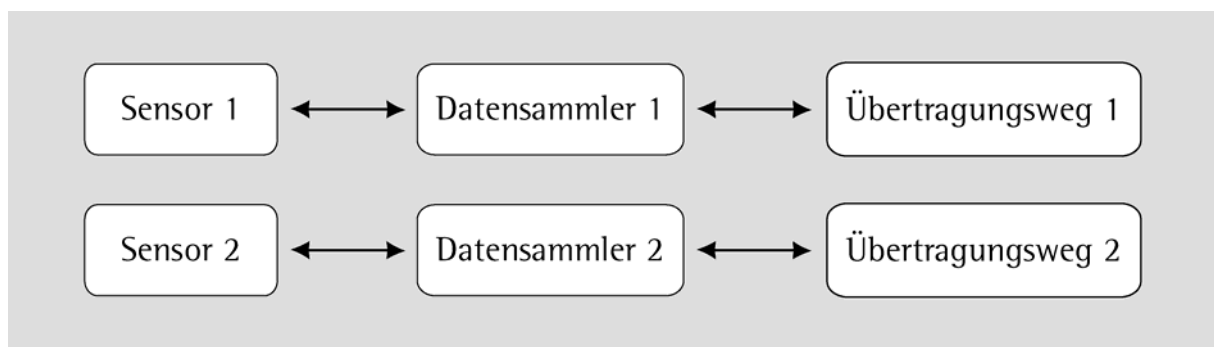 Sensor 1 Datensammler 1 Übertragungsweg 1
Sensor 2 Datensammler 2 Übertragungsweg 2